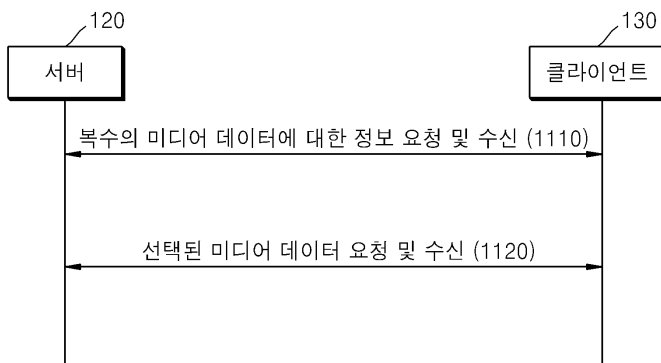 120
130
서버
클라이언트
복수의 미디어 데이터에 대한 정보 요청 및 수신 (1110)
선택된 미디어 데이터 요청 및 수신 (1120)